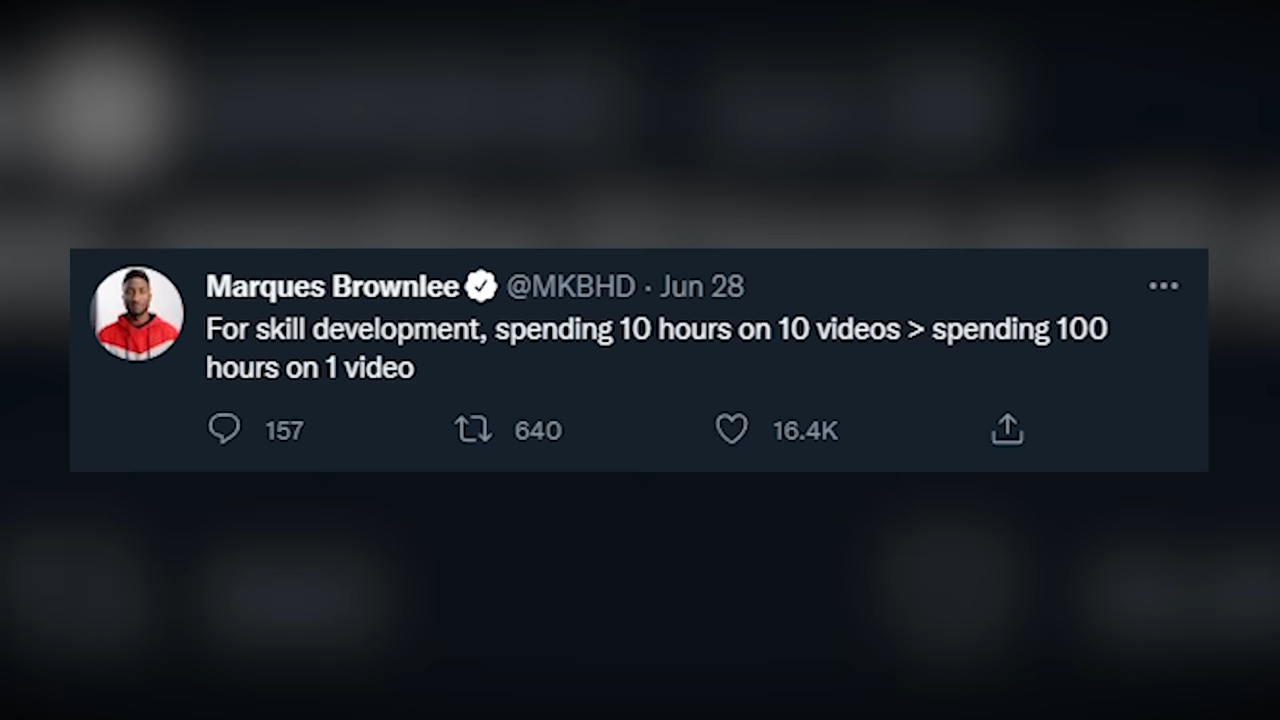 Marques Brownlee @MKBHD · Jun 28
For skill development, spending 10 hours on 10 videos > spending 100
hours on 1 video
157 640 16.4K